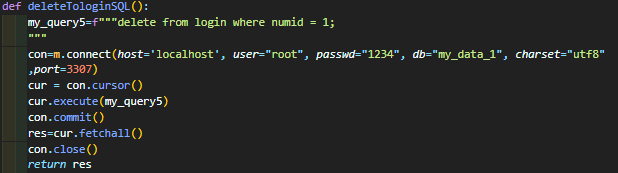 def deleteTologinSQL():
my_query5=f"""delete from login where numid = 1;
"""
con=m.connect(host='localhost', user="root", passwd="1234", db="my_data_1", charset="utf8"
,port=3307)
cur = con.cursor()
cur.execute(my_query5)
con.commit()
res=cur.fetchall()
con.close()
return res